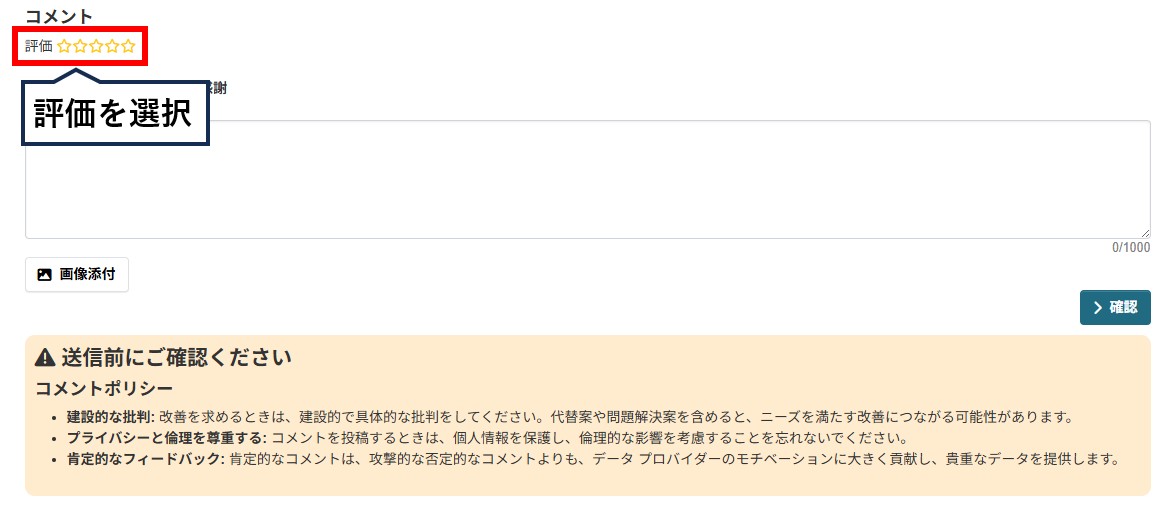 コメント
評価
評価を選択
謝
0/1000
画像添付
確認
送信前にご確認ください
コメントポリシー
建設的な批判: 改善を求めるときは、建設的で具体的な批判をしてください。代替案や問題解決案を含めると、ニーズを満たす改善につながる可能性があります。
プライバシーと倫理を尊重する: コメントを投稿するときは、個人情報を保護し、倫理的な影響を考慮することを忘れないでください。
肯定的なフィードバック: 肯定的なコメントは、攻撃的な否定的なコメントよりも、データ プロバイダーのモチベーションに大きく貢献し、貴重なデータを提供します。